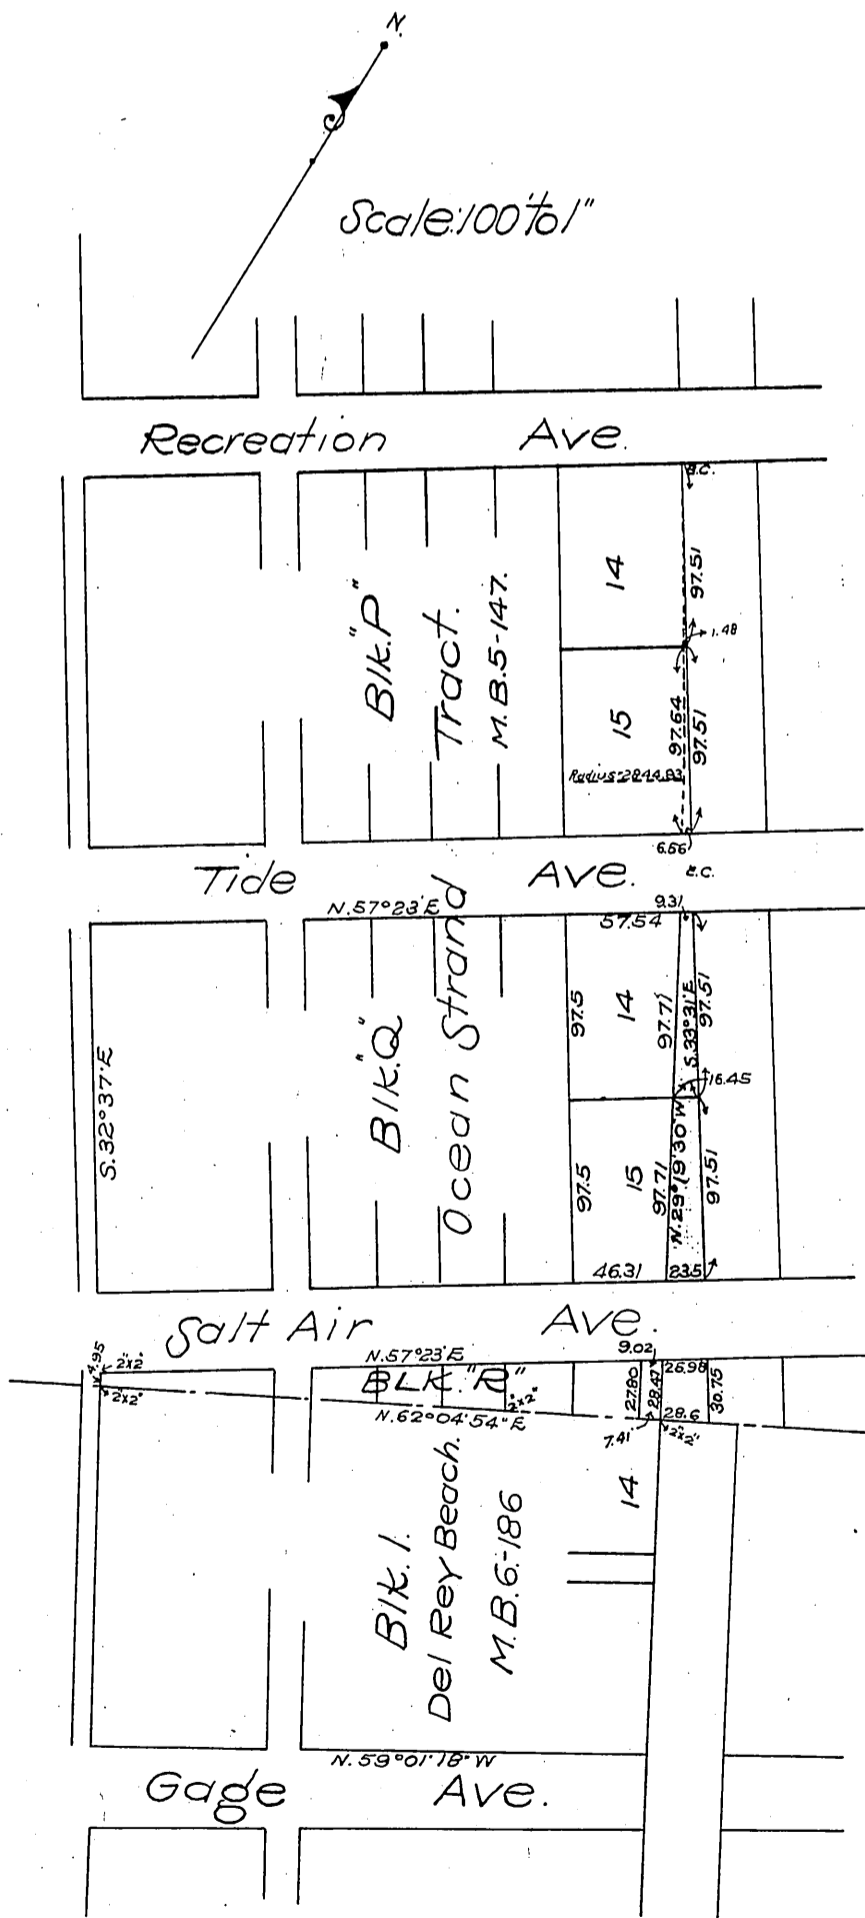 N.
Scale: 100' to 1"
Recreation Ave.
B.C.
14
97.51
1.48
Blk. "P"
Tract.
M.B. 5-147.
15
97.64
97.51
Radius 2844.83
6.56
E.C.
Tide Ave.
N. 57° 23' E
9.31
57.54
97.5
14
97.71
S. 33° 31' E
97.51
16.45
S. 32° 37' E
Blk. "Q"
Ocean Strand
97.5
15
97.71
N. 29° 19' 30" W
97.51
46.31
23.5
Salt Air Ave.
4.95
2"x2"
2"x2"
N. 57° 23' E
BLK. "R"
2"x2"
N. 62° 04' 54" E
9.02
27.80
28.47
26.98
30.75
28.6
7.41
2"x2"
14
Blk. 1.
Del Rey Beach.
M.B. 6-186
N. 59° 01' 18" W
Gage Ave.